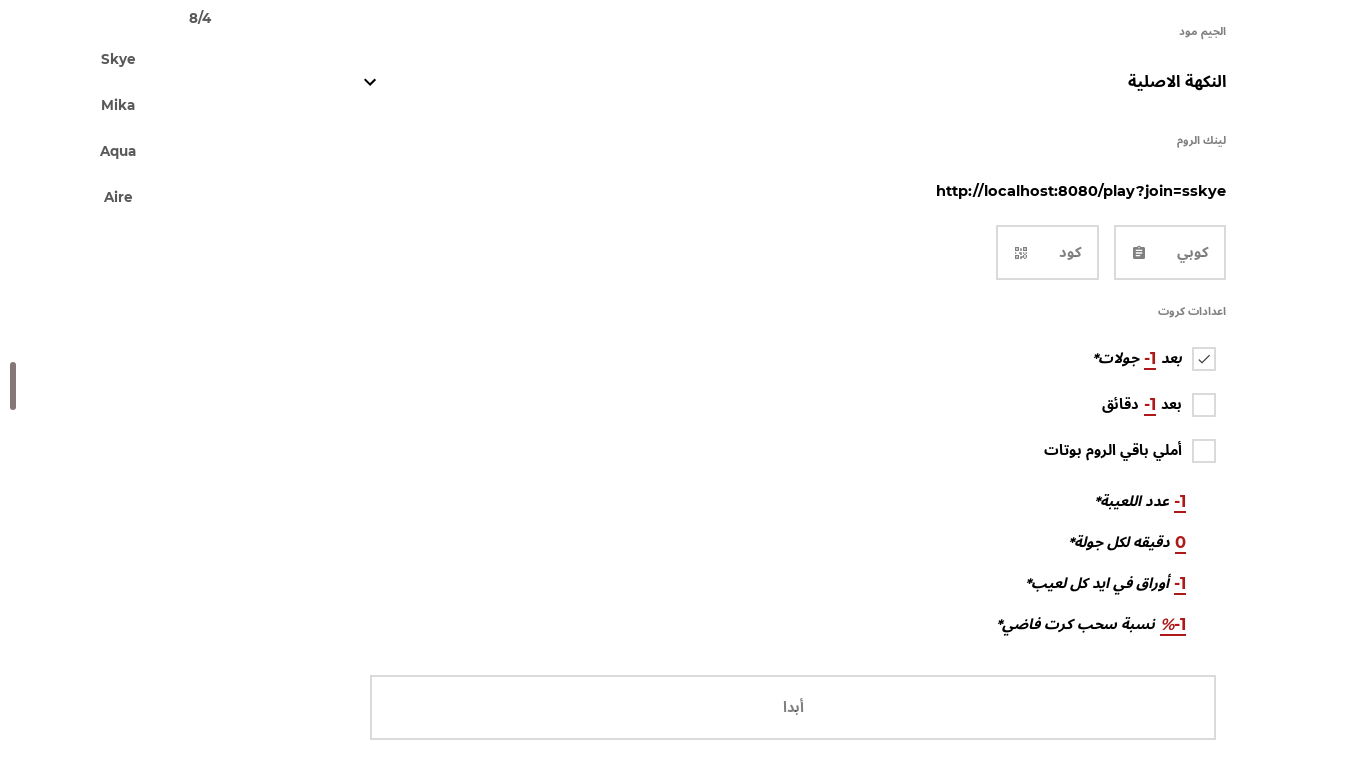 الجيم مود
النكهة الاصلية
لينك الروم
http://localhost:8080/play?join=sskye
كوبي
كود
اعدادات كروت
بعد -1 جولات*
بعد -1 دقائق
أملي باقي الروم بوتات
-1 عدد اللعيبة*
0 دقيقه لكل جولة*
-1 أوراق في ايد كل لعيب*
-1% نسبة سحب كرت فاضي*
أبدا
8/4
Skye
Mika
Aqua
Aire